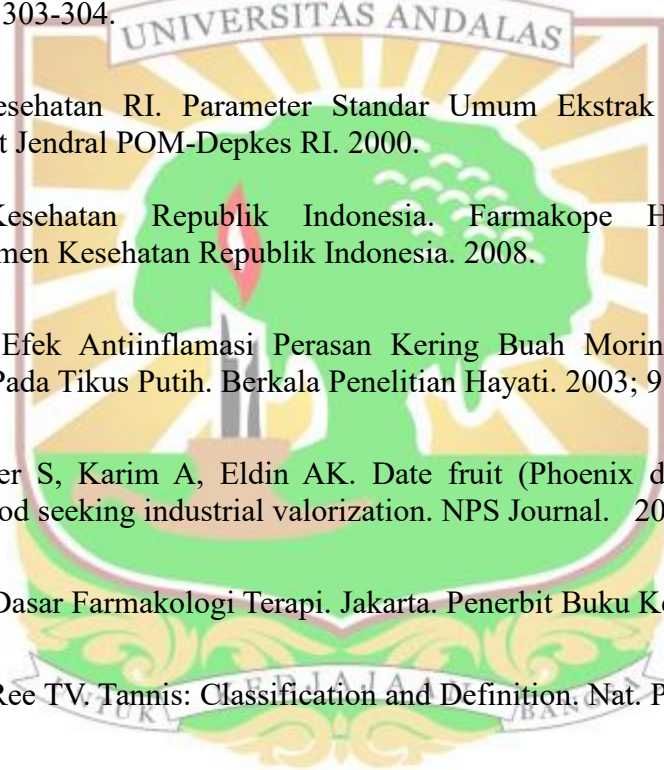 303-304.
UNIVERSITAS ANDALAS
esehatan RI. Parameter Standar Umum Ekstrak
t Jendral POM-Depkes RI. 2000.
Kesehatan Republik Indonesia. Farmakope H
men Kesehatan Republik Indonesia. 2008.
Efek Antiinflamasi Perasan Kering Buah Morin
Pada Tikus Putih. Berkala Penelitian Hayati. 2003; 9
er S, Karim A, Eldin AK. Date fruit (Phoenix d
od seeking industrial valorization. NPS Journal. 20
Dasar Farmakologi Terapi. Jakarta. Penerbit Buku Ke
Ree TV. Tannis: Classification and Definition. Nat. P
UNTUK KEDJAJAAN BANGSA